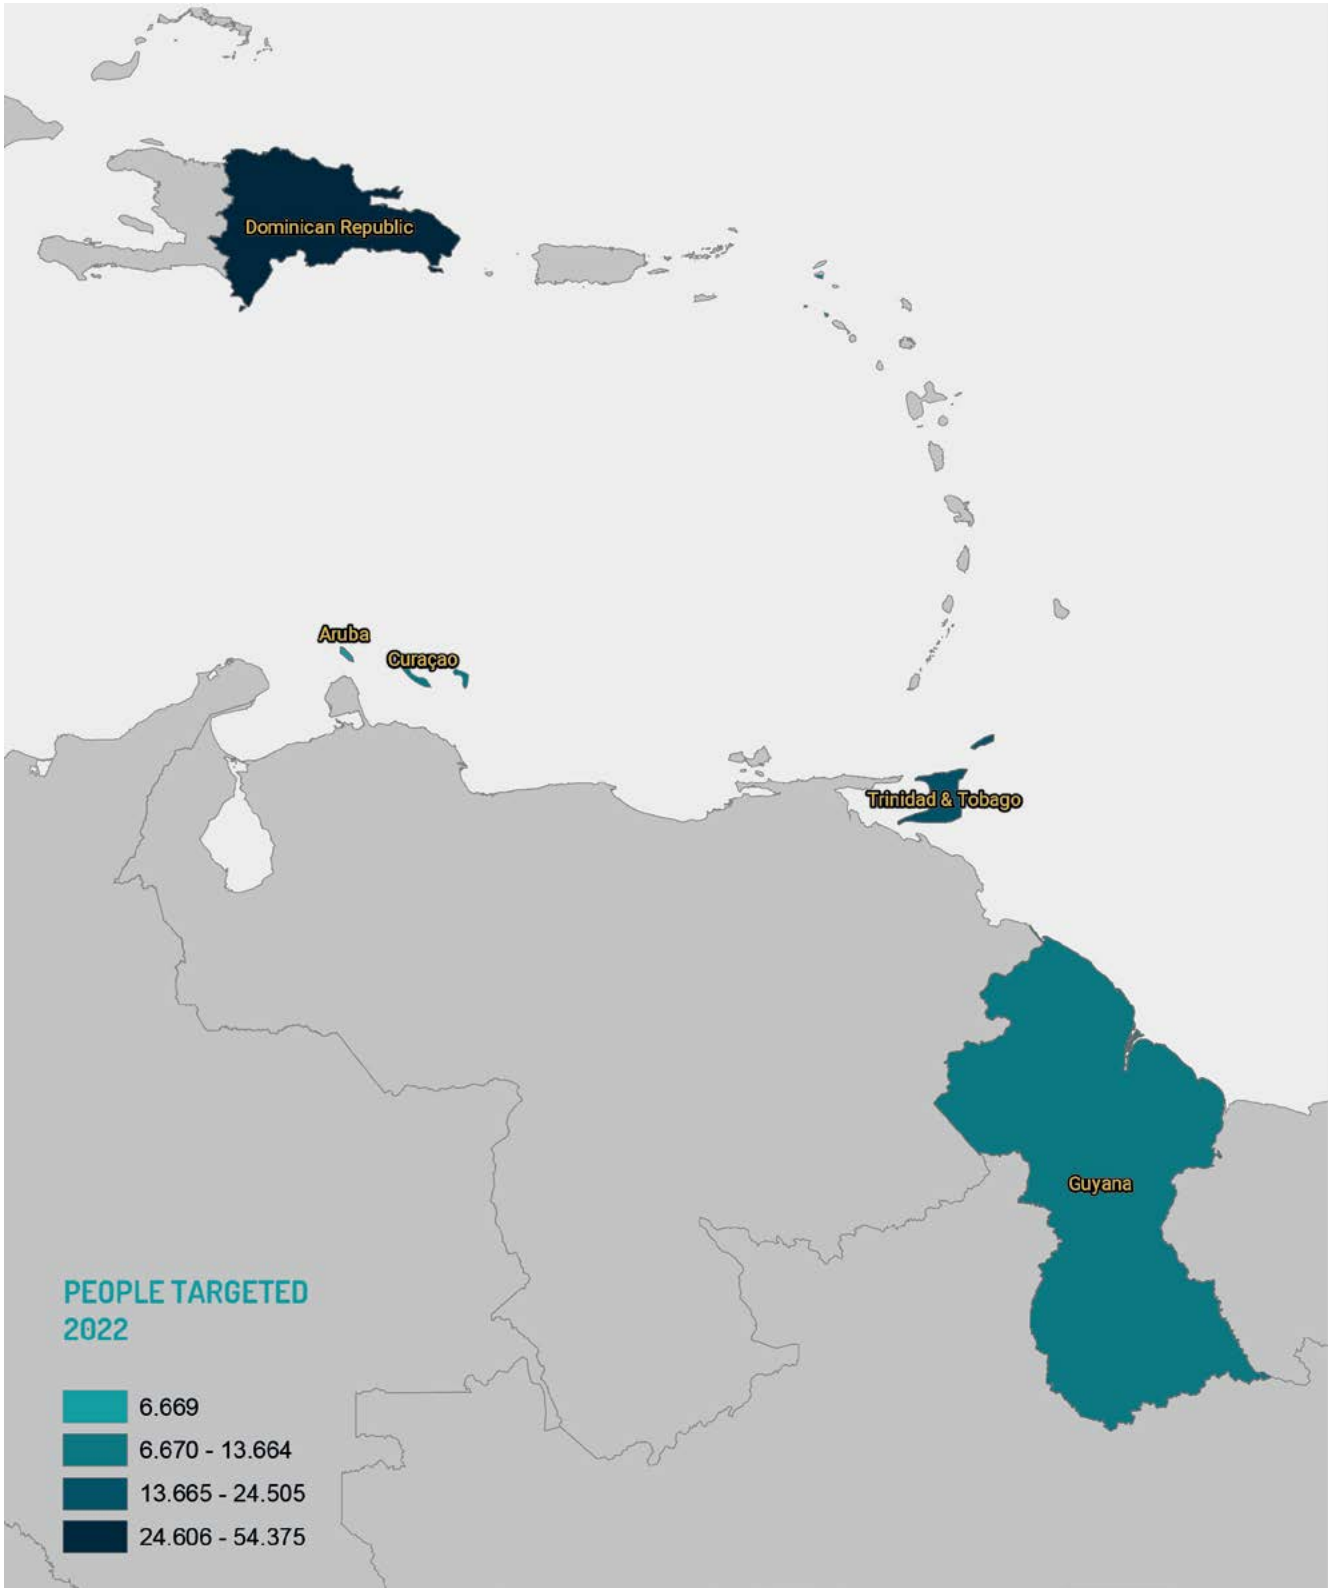 Dominican Republic
Aruba
Curaçao
Trinidad & Tobago
Guyana
PEOPLE TARGETED
2022
6.669
6.670 - 13.664
13.665 - 24.505
24.606 - 54.375